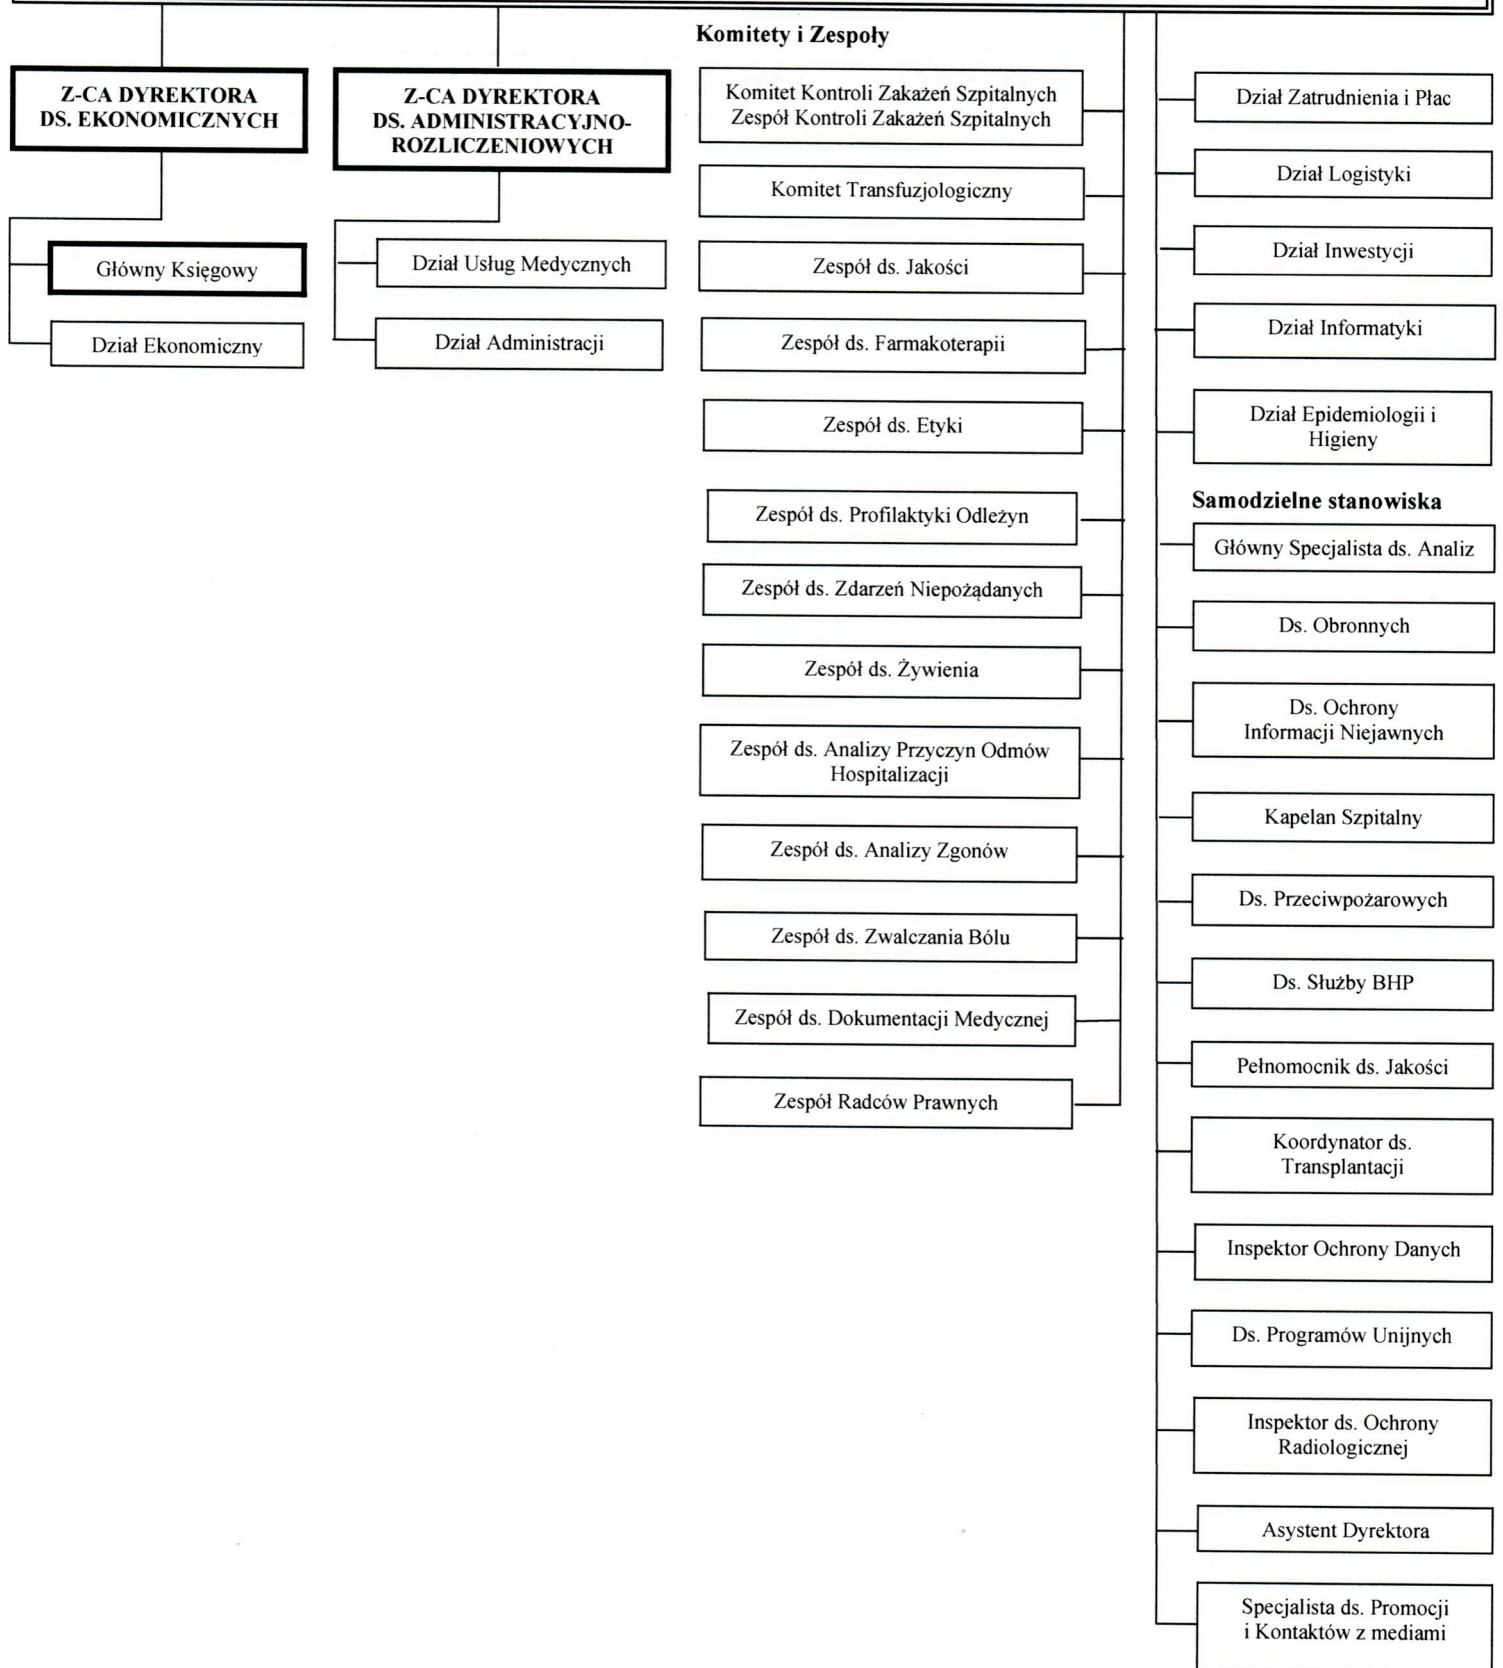 Z-CA DYREKTORA
DS. EKONOMICZNYCH
Główny Księgowy
Dział Ekonomiczny
Z-CA DYREKTORA
DS. ADMINISTRACYJNO-
ROZLICZENIOWYCH
Dział Usług Medycznych
Dział Administracji
Komitety i Zespoły
Komitet Kontroli Zakażeń Szpitalnych
Zespół Kontroli Zakażeń Szpitalnych
Komitet Transfuzjologiczny
Zespół ds. Jakości
Zespół ds. Farmakoterapii
Zespół ds. Etyki
Zespół ds. Profilaktyki Odleżyn
Zespół ds. Zdarzeń Niepożądanych
Zespół ds. Żywienia
Zespół ds. Analizy Przyczyn Odmów
Hospitalizacji
Zespół ds. Analizy Zgonów
Zespół ds. Zwalczania Bólu
Zespół ds. Dokumentacji Medycznej
Zespół Radców Prawnych
Dział Zatrudnienia i Płac
Dział Logistyki
Dział Inwestycji
Dział Informatyki
Dział Epidemiologii i
Higieny
Samodzielne stanowiska
Główny Specjalista ds. Analiz
Ds. Obronnych
Ds. Ochrony
Informacji Niejawnych
Kapelan Szpitalny
Ds. Przeciwpożarowych
Ds. Służby BHP
Pełnomocnik ds. Jakości
Koordynator ds.
Transplantacji
Inspektor Ochrony Danych
Ds. Programów Unijnych
Inspektor ds. Ochrony
Radiologicznej
Asystent Dyrektora
Specjalista ds. Promocji
i Kontaktów z mediami